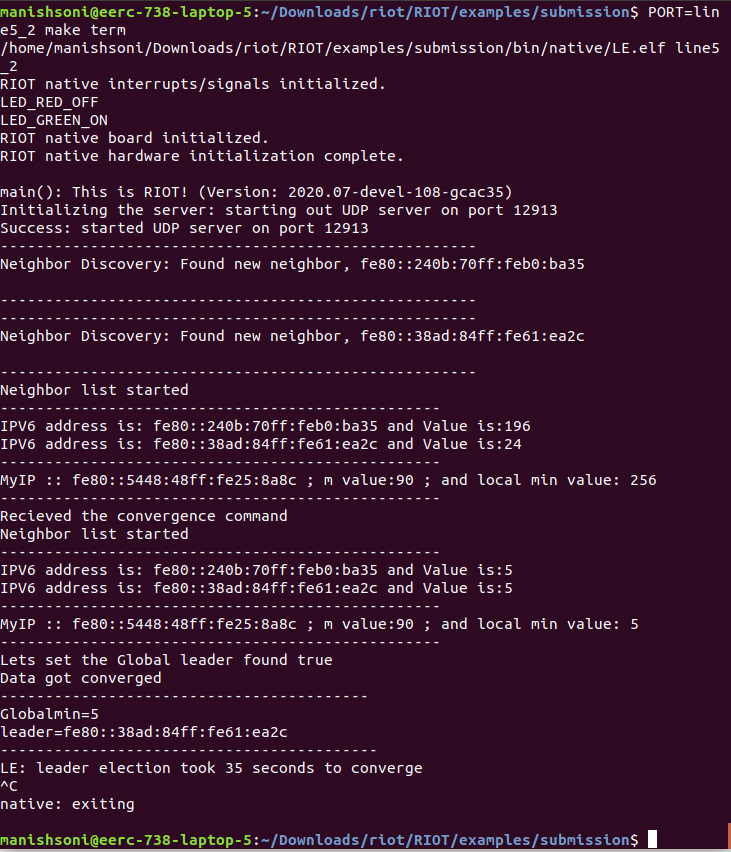 manishsoni@eerc-738-laptop-5:~/Downloads/riot/RIOT/examples/submission$ PORT=lin
e5_2 make term
/home/manishsoni/Downloads/riot/RIOT/examples/submission/bin/native/LE.elf line5
_2
RIOT native interrupts/signals initialized.
LED_RED_OFF
LED_GREEN_ON
RIOT native board initialized.
RIOT native hardware initialization complete.

main(): This is RIOT! (Version: 2020.07-devel-108-gcac35)
Initializing the server: starting out UDP server on port 12913
Success: started UDP server on port 12913
-----------------------------------------------------
Neighbor Discovery: Found new neighbor, fe80::240b:70ff:feb0:ba35

-----------------------------------------------------
-----------------------------------------------------
Neighbor Discovery: Found new neighbor, fe80::38ad:84ff:fe61:ea2c

-----------------------------------------------------
Neighbor list started
-------------------------------------------------
IPV6 address is: fe80::240b:70ff:feb0:ba35 and Value is:196
IPV6 address is: fe80::38ad:84ff:fe61:ea2c and Value is:24
-------------------------------------------------
MyIP :: fe80::5448:48ff:fe25:8a8c ; m value:90 ; and local min value: 256
-------------------------------------------------
Recieved the convergence command
Neighbor list started
-------------------------------------------------
IPV6 address is: fe80::240b:70ff:feb0:ba35 and Value is:5
IPV6 address is: fe80::38ad:84ff:fe61:ea2c and Value is:5
-------------------------------------------------
MyIP :: fe80::5448:48ff:fe25:8a8c ; m value:90 ; and local min value: 5
-------------------------------------------------
Lets set the Global leader found true
Data got converged
-----------------------------------------
Globalmin=5
leader=fe80::38ad:84ff:fe61:ea2c
------------------------------------------
LE: leader election took 35 seconds to converge
^C
native: exiting

manishsoni@eerc-738-laptop-5:~/Downloads/riot/RIOT/examples/submission$